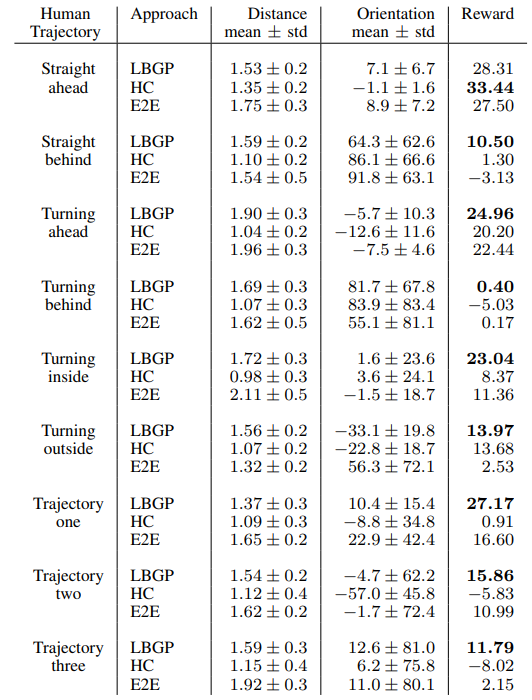 Human Approach Distance Orientation Reward
Trajectory mean ± std mean ± std
Straight LBGP 1.53 ± 0.2 7.1 ± 6.7 28.31
ahead HC 1.35 ± 0.2 −1.1 ± 1.6 33.44
E2E 1.75 ± 0.3 8.9 ± 7.2 27.50
Straight LBGP 1.59 ± 0.2 64.3 ± 62.6 10.50
behind HC 1.10 ± 0.2 86.1 ± 66.6 1.30
E2E 1.54 ± 0.5 91.8 ± 63.1 −3.13
Turning LBGP 1.90 ± 0.3 −5.7 ± 10.3 24.96
ahead HC 1.04 ± 0.2 −12.6 ± 11.6 20.20
E2E 1.96 ± 0.3 −7.5 ± 4.6 22.44
Turning LBGP 1.69 ± 0.3 81.7 ± 67.8 0.40
behind HC 1.07 ± 0.3 83.9 ± 83.4 −5.03
E2E 1.62 ± 0.5 55.1 ± 81.1 0.17
Turning LBGP 1.72 ± 0.3 1.6 ± 23.6 23.04
inside HC 0.98 ± 0.3 3.6 ± 24.1 8.37
E2E 2.11 ± 0.5 −1.5 ± 18.7 11.36
Turning LBGP 1.56 ± 0.2 −33.1 ± 19.8 13.97
outside HC 1.07 ± 0.2 −22.8 ± 18.7 13.68
E2E 1.32 ± 0.2 56.3 ± 72.1 2.53
Trajectory LBGP 1.37 ± 0.3 10.4 ± 15.4 27.17
one HC 1.09 ± 0.3 −8.8 ± 34.8 0.91
E2E 1.65 ± 0.2 22.9 ± 42.4 16.60
Trajectory LBGP 1.54 ± 0.2 −4.7 ± 62.2 15.86
two HC 1.12 ± 0.4 −57.0 ± 45.8 −5.83
E2E 1.62 ± 0.2 −1.7 ± 72.4 10.99
Trajectory LBGP 1.59 ± 0.3 12.6 ± 81.0 11.79
three HC 1.15 ± 0.4 6.2 ± 75.8 −8.02
E2E 1.92 ± 0.3 11.0 ± 80.1 2.15